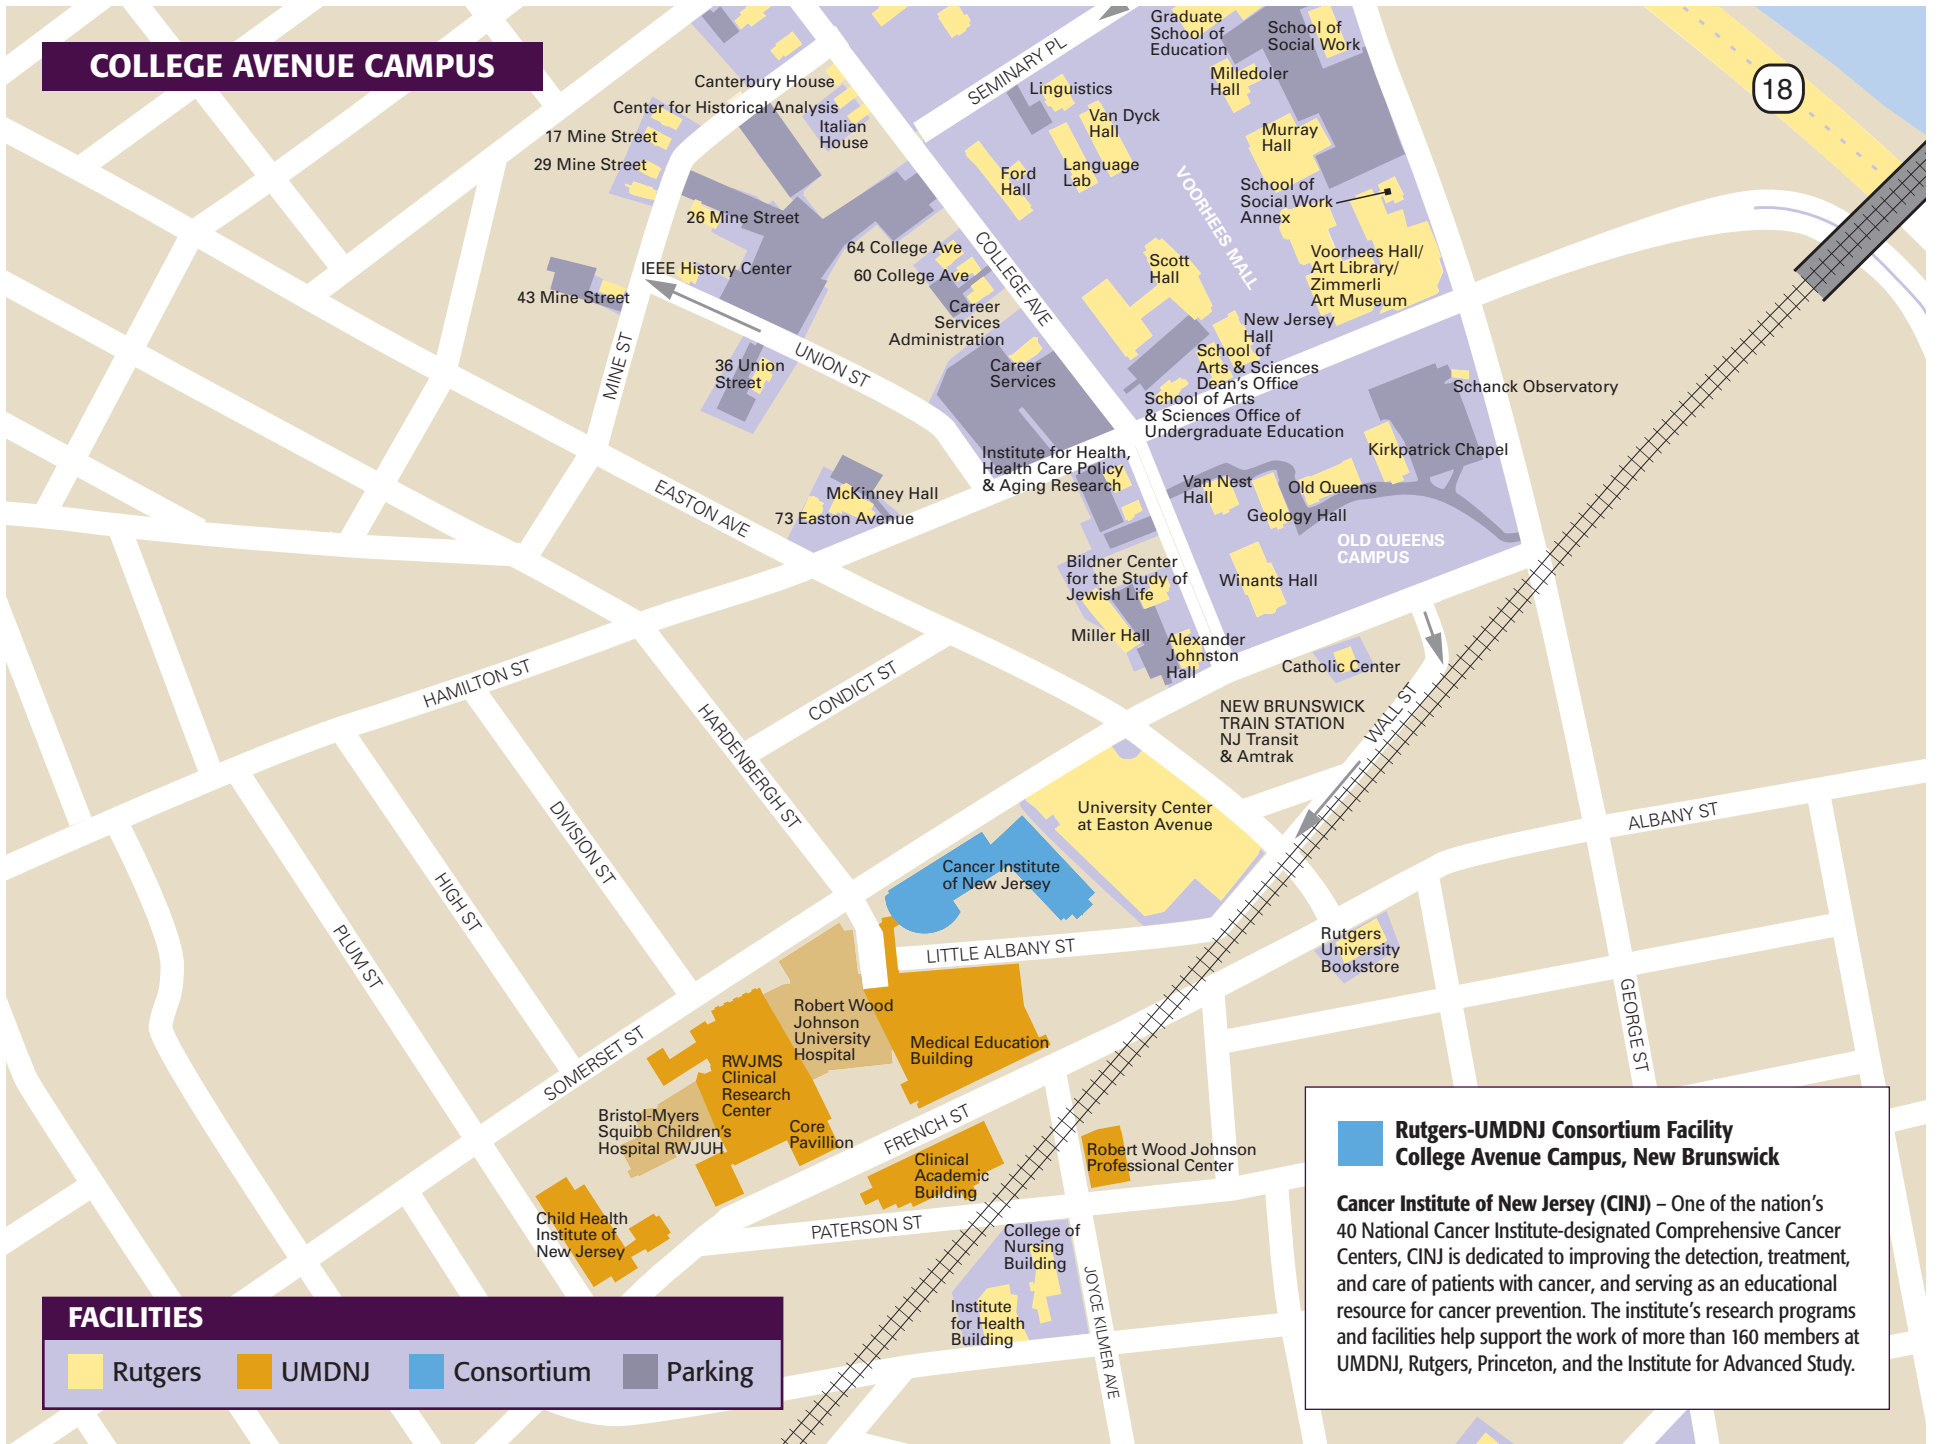 COLLEGE AVENUE CAMPUS
Graduate
School of
Education
School of
Social Work
SEMINARY PL
18
Canterbury House
Center for Historical Analysis
Italian
House
17 Mine Street
29 Mine Street
Linguistics
Milledoler
Hall
Van Dyck
Hall
Murray
Hall
Language
Lab
Ford
Hall
VOORHEES MALL
School of
Social Work
Annex
26 Mine Street
64 College Ave
60 College Ave
COLLEGE AVE
IEEE History Center
43 Mine Street
Scott
Hall
Voorhees Hall/
Art Library/
Zimmerli
Art Museum
Career
Services
Administration
New Jersey
Hall
MINE ST
UNION ST
36 Union
Street
Career
Services
School of
Arts & Sciences
Dean's Office
School of Arts
& Sciences Office of
Undergraduate Education
Schanck Observatory
Institute for Health,
Health Care Policy
& Aging Research
Kirkpatrick Chapel
EASTON AVE
McKinney Hall
73 Easton Avenue
Van Nest
Hall
Old Queens
Geology Hall
OLD QUEENS
CAMPUS
Bildner Center
for the Study of
Jewish Life
Winants Hall
Miller Hall
Alexander
Johnston
Hall
Catholic Center
HAMILTON ST
CONDICT ST
HARDENBERGH ST
NEW BRUNSWICK
TRAIN STATION
NJ Transit
& Amtrak
WALL ST
University Center
at Easton Avenue
ALBANY ST
DIVISION ST
HIGH ST
PLUM ST
Cancer Institute
of New Jersey
LITTLE ALBANY ST
Rutgers
University
Bookstore
GEORGE ST
Robert Wood
Johnson
University
Hospital
Medical Education
Building
SOMERSET ST
RWJMS
Clinical
Research
Center
Bristol-Myers
Squibb Children's
Hospital RWJUH
Core
Pavillion
FRENCH ST
Clinical
Academic
Building
Robert Wood Johnson
Professional Center
Child Health
Institute of
New Jersey
PATERSON ST
College of
Nursing
Building
Institute
for Health
Building
JOYCE KILMER AVE
Rutgers-UMDNJ Consortium Facility
College Avenue Campus, New Brunswick
Cancer Institute of New Jersey (CINJ) – One of the nation's
40 National Cancer Institute-designated Comprehensive Cancer
Centers, CINJ is dedicated to improving the detection, treatment,
and care of patients with cancer, and serving as an educational
resource for cancer prevention. The institute's research programs
and facilities help support the work of more than 160 members at
UMDNJ, Rutgers, Princeton, and the Institute for Advanced Study.
FACILITIES
Rutgers
UMDNJ
Consortium
Parking